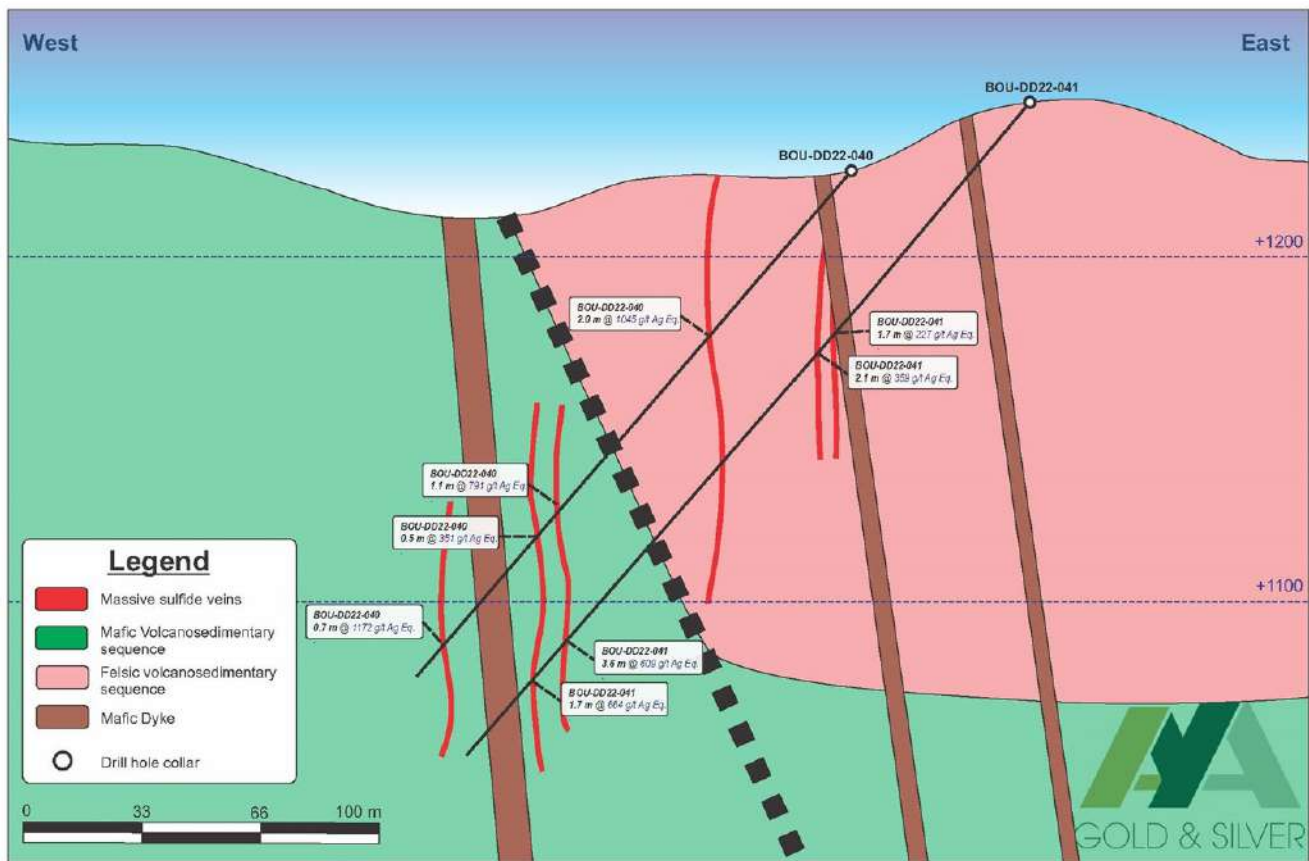 West
East
BOU-DD22-041
BOU-DD22-040
+1200
BOU-DD22-040
2.0 m @ 1045 g/t Ag Eq.
BOU-DD22-041
1.7 m @ 227 g/t Ag Eq.
BOU-DD22-041
2.1 m @ 359 g/t Ag Eq.
BOU-DD22-040
1.1 m @ 791 g/t Ag Eq.
BOU-DD22-040
0.5 m @ 351 g/t Ag Eq.
+1100
BOU-DD22-040
0.7 m @ 1172 g/t Ag Eq.
BOU-DD22-041
3.6 m @ 609 g/t Ag Eq.
BOU-DD22-041
1.7 m @ 664 g/t Ag Eq.
Legend
Massive sulfide veins
Mafic Volcanosedimentary
sequence
Felsic volcanosedimentary
sequence
Mafic Dyke
Drill hole collar
0 33 66 100 m
AYA
GOLD & SILVER